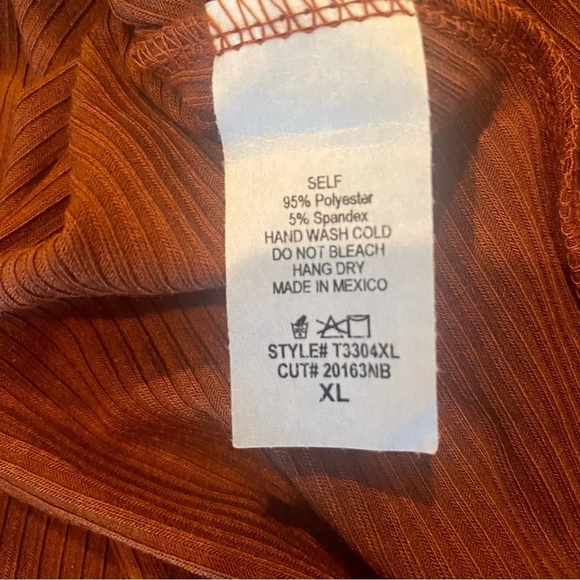 SELF
95% Polyester
5% Spandex
HAND WASH COLD
DO NOT BLEACH
HANG DRY
MADE IN MEXICO
STYLE# T3304XL
CUT# 20163NB
XL